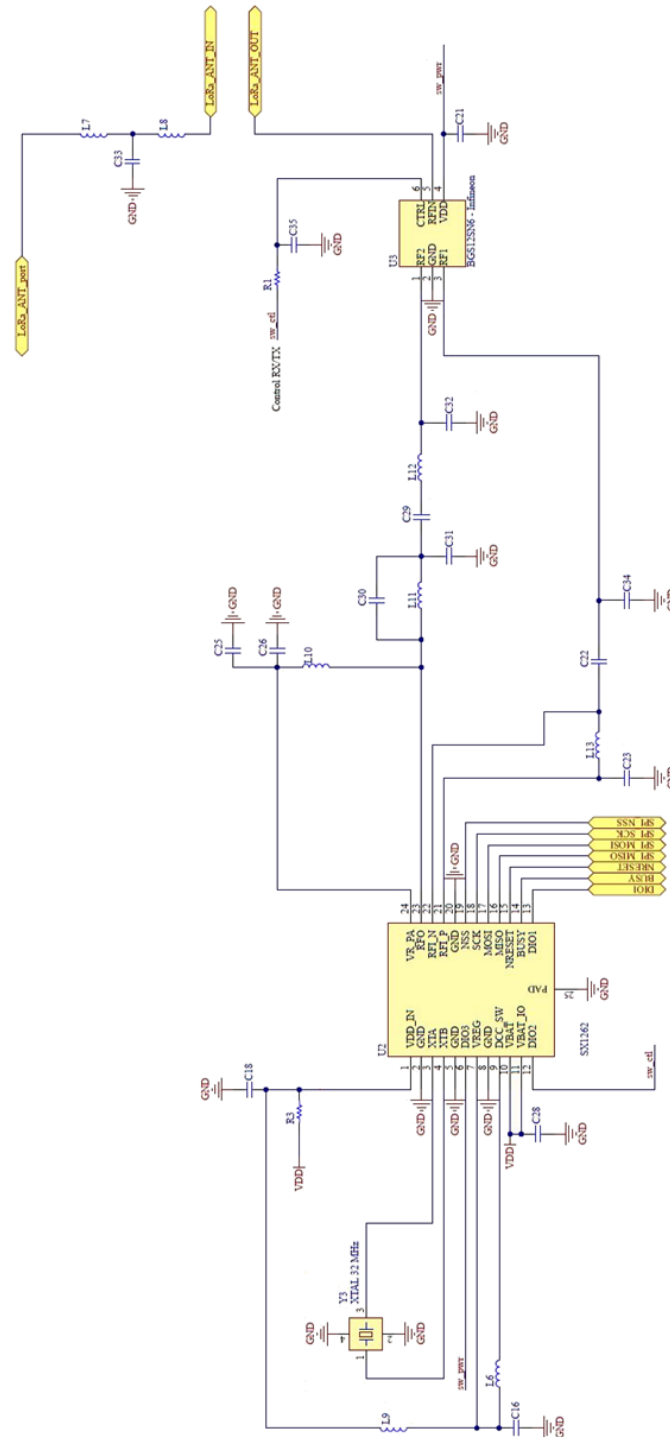 LoRa_ANT_IN
LoRa_ANT_OUT
L7
L8
C33
GND
LoRa_ANT_port
sw_pwr
C21
GND
6
5
4
CTRL
RFIN
VDD
BGS12SN6 - Infineon
U3
RF2
GND
RF1
1
2
3
GND
C35
GND
R1
sw_ctl
Control RX/TX
C32
GND
L12
C29
C31
GND
C30
L11
GND
C25
GND
C26
L10
C34
GND
C22
L13
C23
GND
SPI_NSS
SPI_SCK
SPI_MOSI
SPI_MISO
NRESET
BUSY
DIO1
GND
24
23
22
21
20
19
18
17
16
15
14
13
VR_PA
RFO
RFI_N
RFI_P
GND
NSS
SCK
MOSI
MISO
NRESET
BUSY
DIO1
PAD
GND
SX1262
U2
VDD_IN
GND
XTA
XTB
GND
DIO3
VREG
GND
DCC_SW
VBAT
VBAT_IO
DIO2
1
2
3
4
5
6
7
8
9
10
11
12
GND
GND
GND
sw_ctl
GND
C18
R3
VDD
VDD
C28
GND
Y3
XTAL 32 MHz
3
GND
4
2
GND
1
sw_pwr
L6
L9
C16
GND